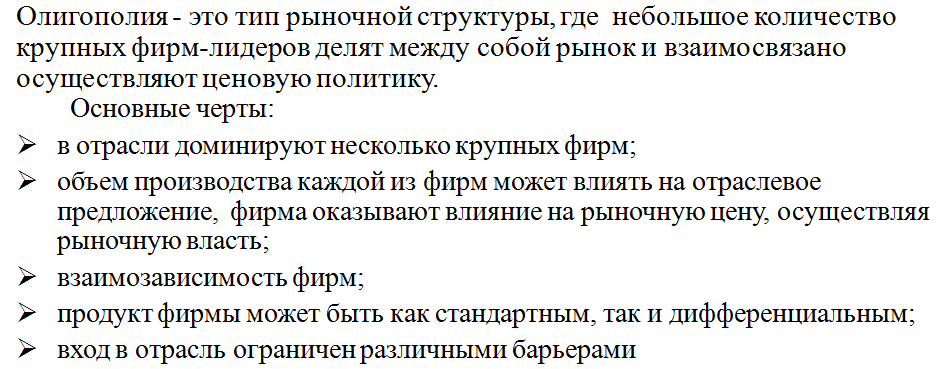 Олигополия - это тип рыночной структуры, где небольшое количество
крупных фирм-лидеров делят между собой рынок и взаимосвязано
осуществляют ценовую политику.
Основные черты:
➢ в отрасли доминируют несколько крупных фирм;
➢ объем производства каждой из фирм может влиять на отраслевое
предложение, фирма оказывают влияние на рыночную цену, осуществляя
рыночную власть;
➢ взаимозависимость фирм;
➢ продукт фирмы может быть как стандартным, так и дифференциальным;
➢ вход в отрасль ограничен различными барьерами